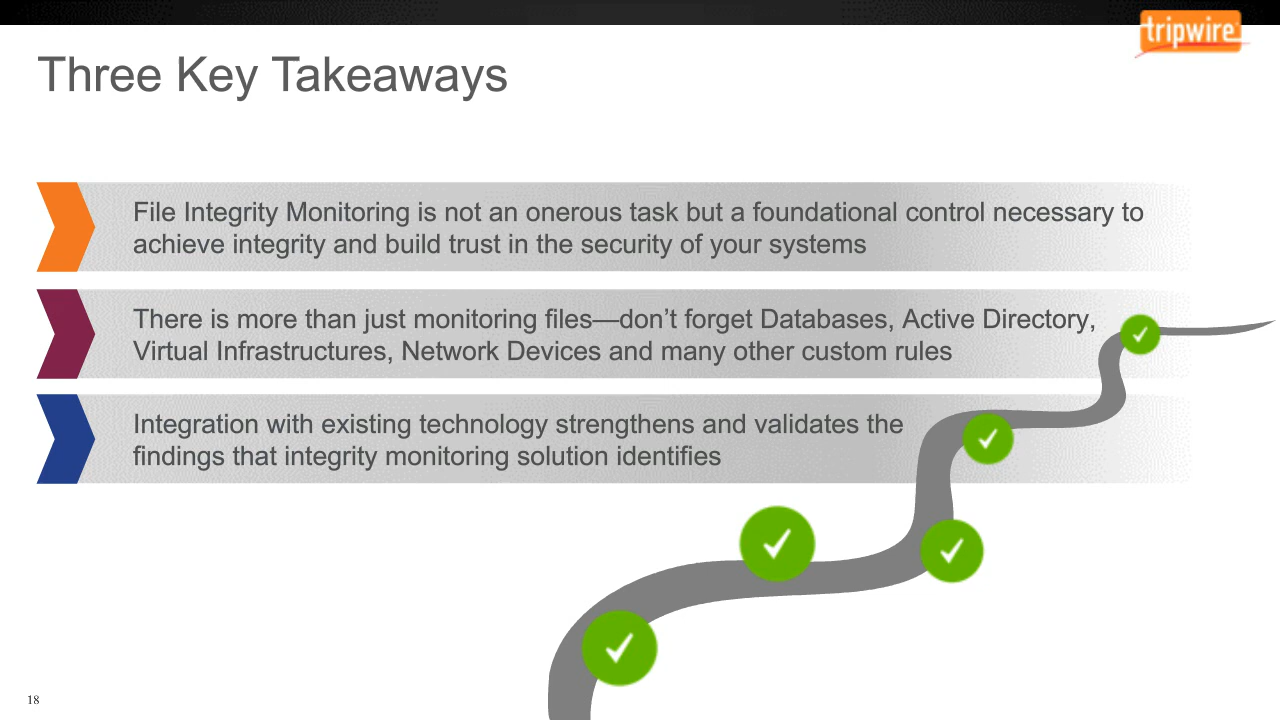 tripwire
Three Key Takeaways
File Integrity Monitoring is not an onerous task but a foundational control necessary to
achieve integrity and build trust in the security of your systems
There is more than just monitoring files—don’t forget Databases, Active Directory,
Virtual Infrastructures, Network Devices and many other custom rules
Integration with existing technology strengthens and validates the
findings that integrity monitoring solution identifies
18